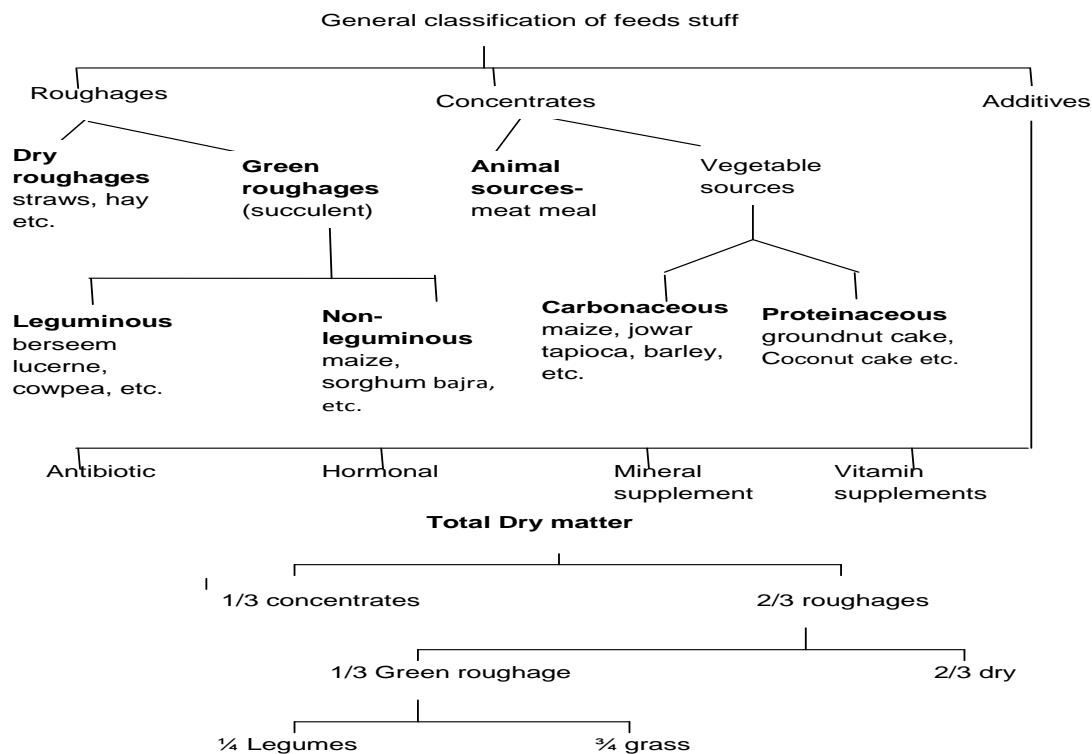 General classification of feeds stuff
Roughages
Concentrates
Additives
Dry
roughages
straws, hay
etc.
Green
roughages
(succulent)
Animal
sources-
meat meal
Vegetable
sources
Leguminous
berseem
lucerne,
cowpea, etc.
Non-
leguminous
maize,
sorghum bajra,
etc.
Carbonaceous
maize, jowar
tapioca, barley,
etc.
Proteinaceous
groundnut cake,
Coconut cake etc.
Antibiotic
Hormonal
Mineral
supplement
Vitamin
supplements
Total Dry matter
1/3 concentrates
2/3 roughages
1/3 Green roughage
2/3 dry
¼ Legumes
¾ grass